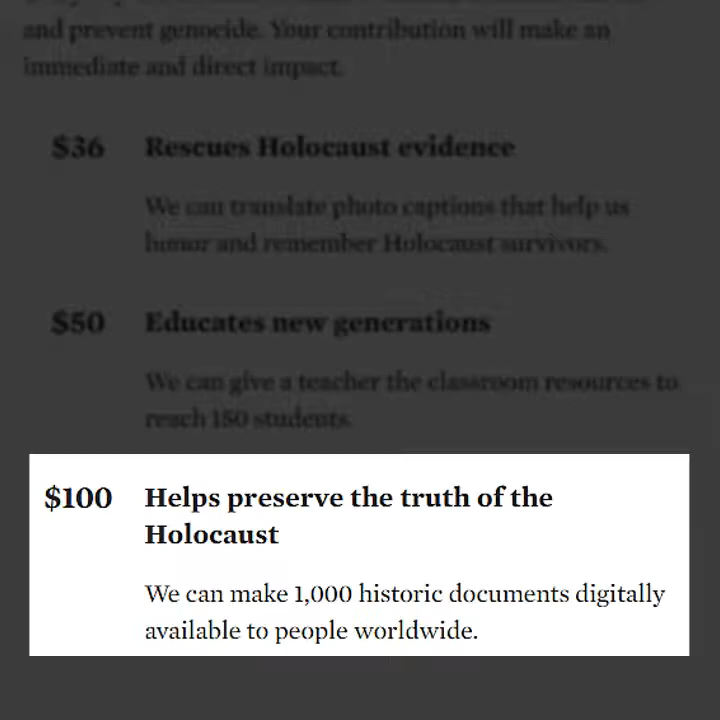 and prevent genocide. Your contribution will make an
immediate and direct impact.
$36 Rescues Holocaust evidence
We can translate photo captions that help us
honor and remember Holocaust survivors.
$50 Educates new generations
We can give a teacher the classroom resources to
reach 150 students.
$100 Helps preserve the truth of the
Holocaust
We can make 1,000 historic documents digitally
available to people worldwide.